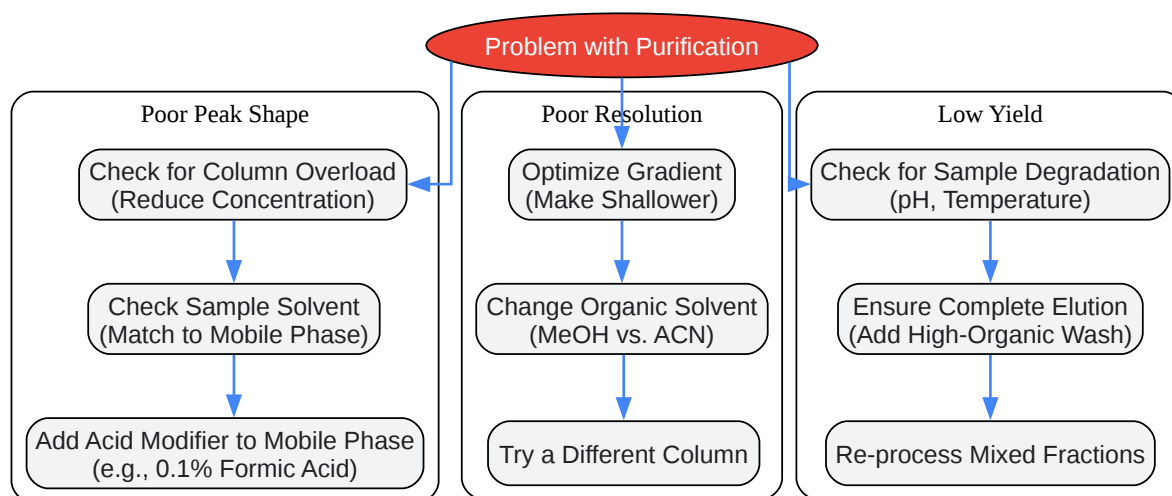 Problem with Purification
Poor Peak Shape
Check for Column Overload
(Reduce Concentration)
Check Sample Solvent
(Match to Mobile Phase)
Add Acid Modifier to Mobile Phase
(e.g., 0.1% Formic Acid)
Poor Resolution
Optimize Gradient
(Make Shallower)
Change Organic Solvent
(MeOH vs. ACN)
Try a Different Column
Low Yield
Check for Sample Degradation
(pH, Temperature)
Ensure Complete Elution
(Add High-Organic Wash)
Re-process Mixed Fractions